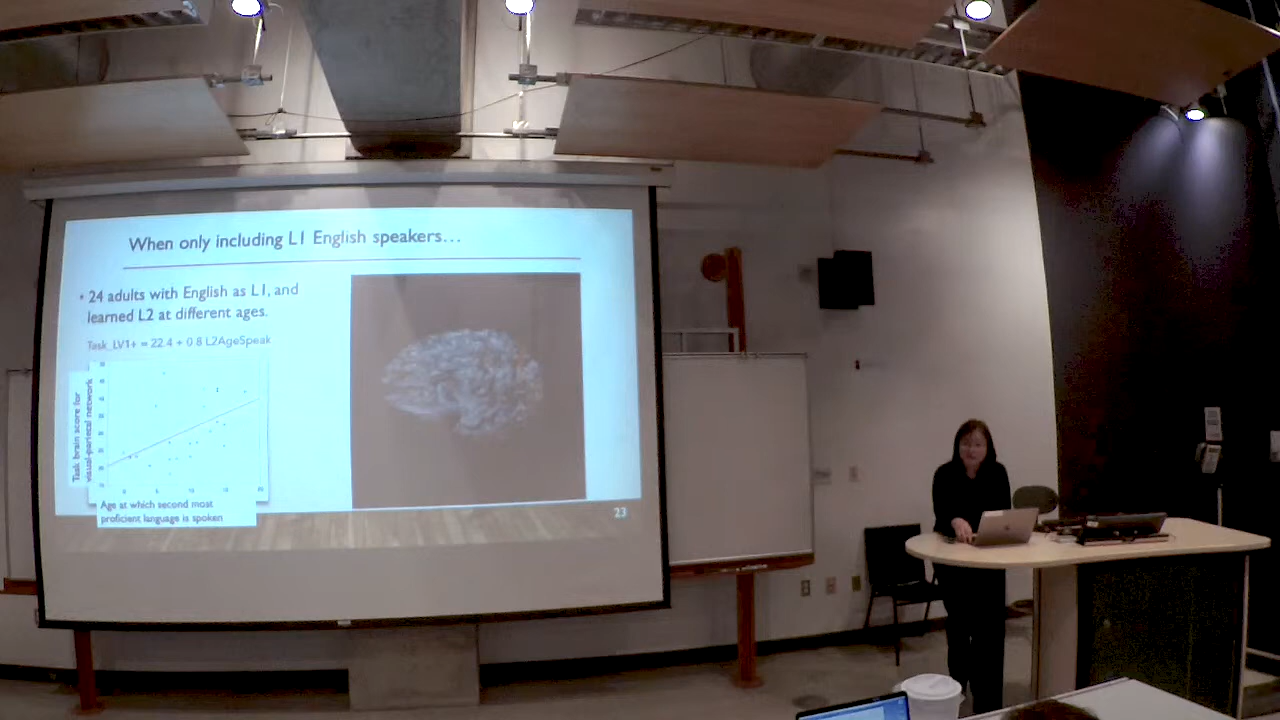 When only including L1 English speakers…
• 24 adults with English as L1, and
learned L2 at different ages.
Task_LV1+ = 22.4 + 0.8 L2AgeSpeak
Task brain score for
visual-parietal network
Age at which second most
proficient language is spoken
23